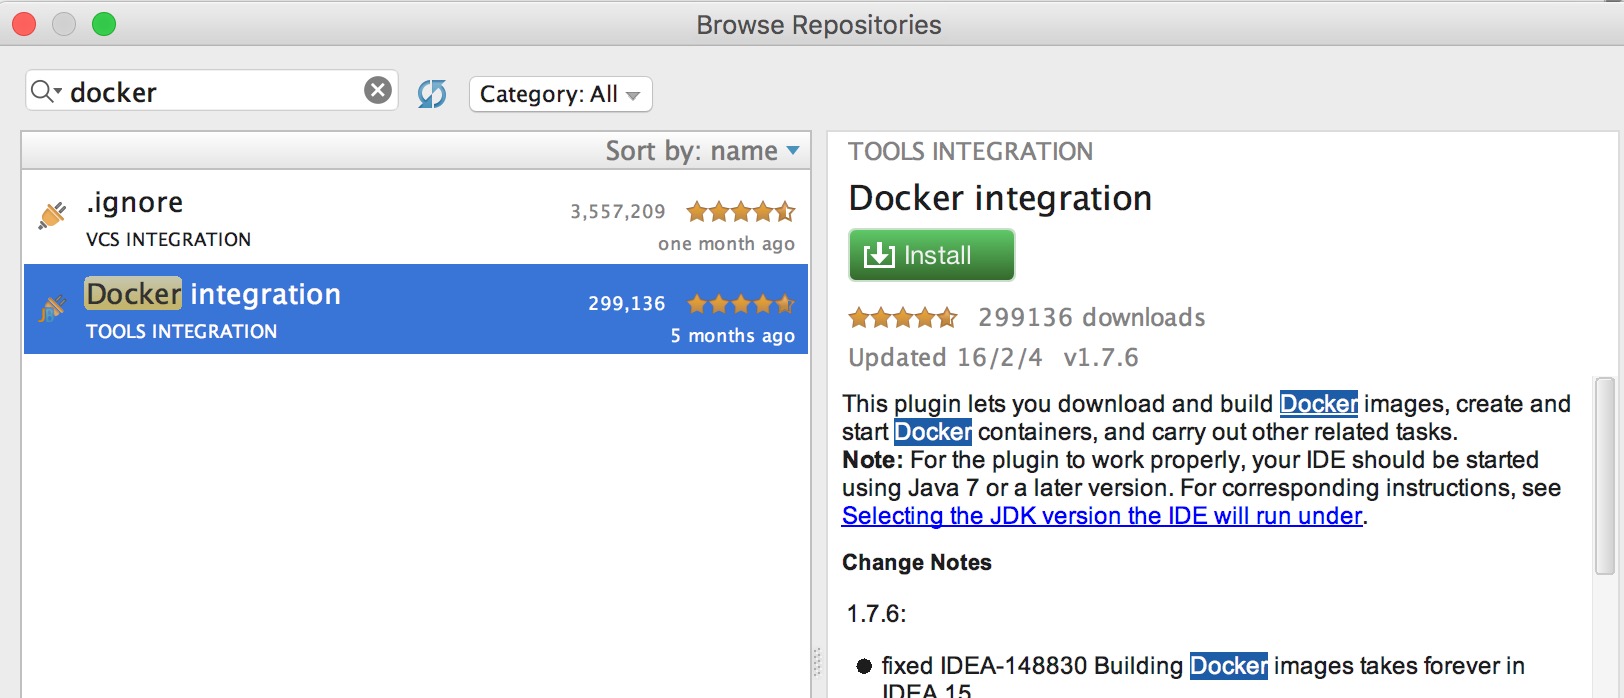 Browse Repositories
docker
Category: All
Sort by: name
.ignore
3,557,209
VCS INTEGRATION
one month ago
Docker integration
299,136
TOOLS INTEGRATION
5 months ago
TOOLS INTEGRATION
Docker integration
Install
299136 downloads
Updated 16/2/4 v1.7.6
This plugin lets you download and build Docker images, create and
start Docker containers, and carry out other related tasks.
Note: For the plugin to work properly, your IDE should be started
using Java 7 or a later version. For corresponding instructions, see
Selecting the JDK version the IDE will run under.
Change Notes
1.7.6:
● fixed IDEA-148830 Building Docker images takes forever in
IDEA 15